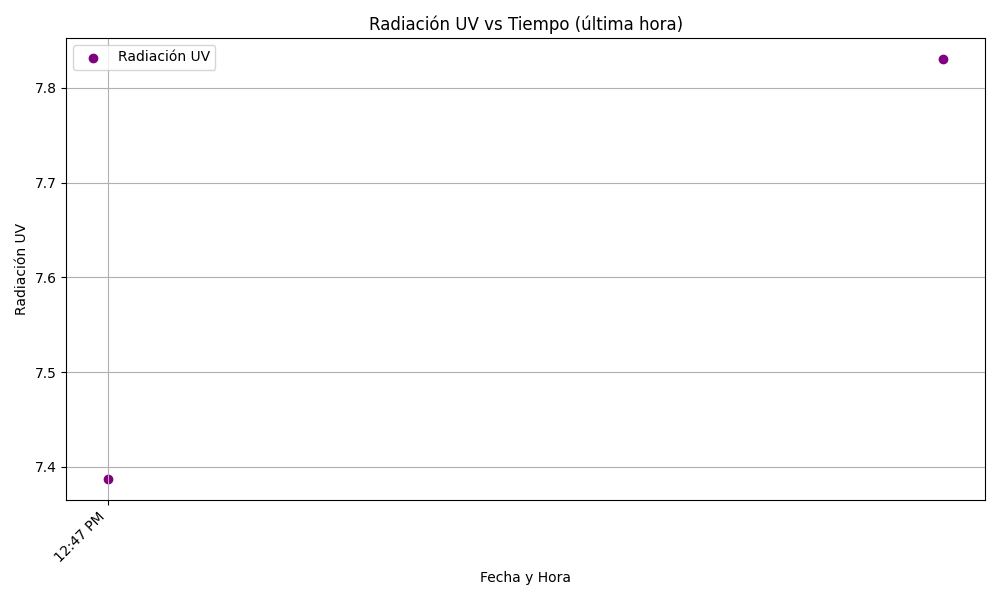 Radiación UV vs Tiempo (última hora)
Radiación UV
7.8
7.7
7.6
7.5
7.4
Radiación UV
12:47 PM
Fecha y Hora